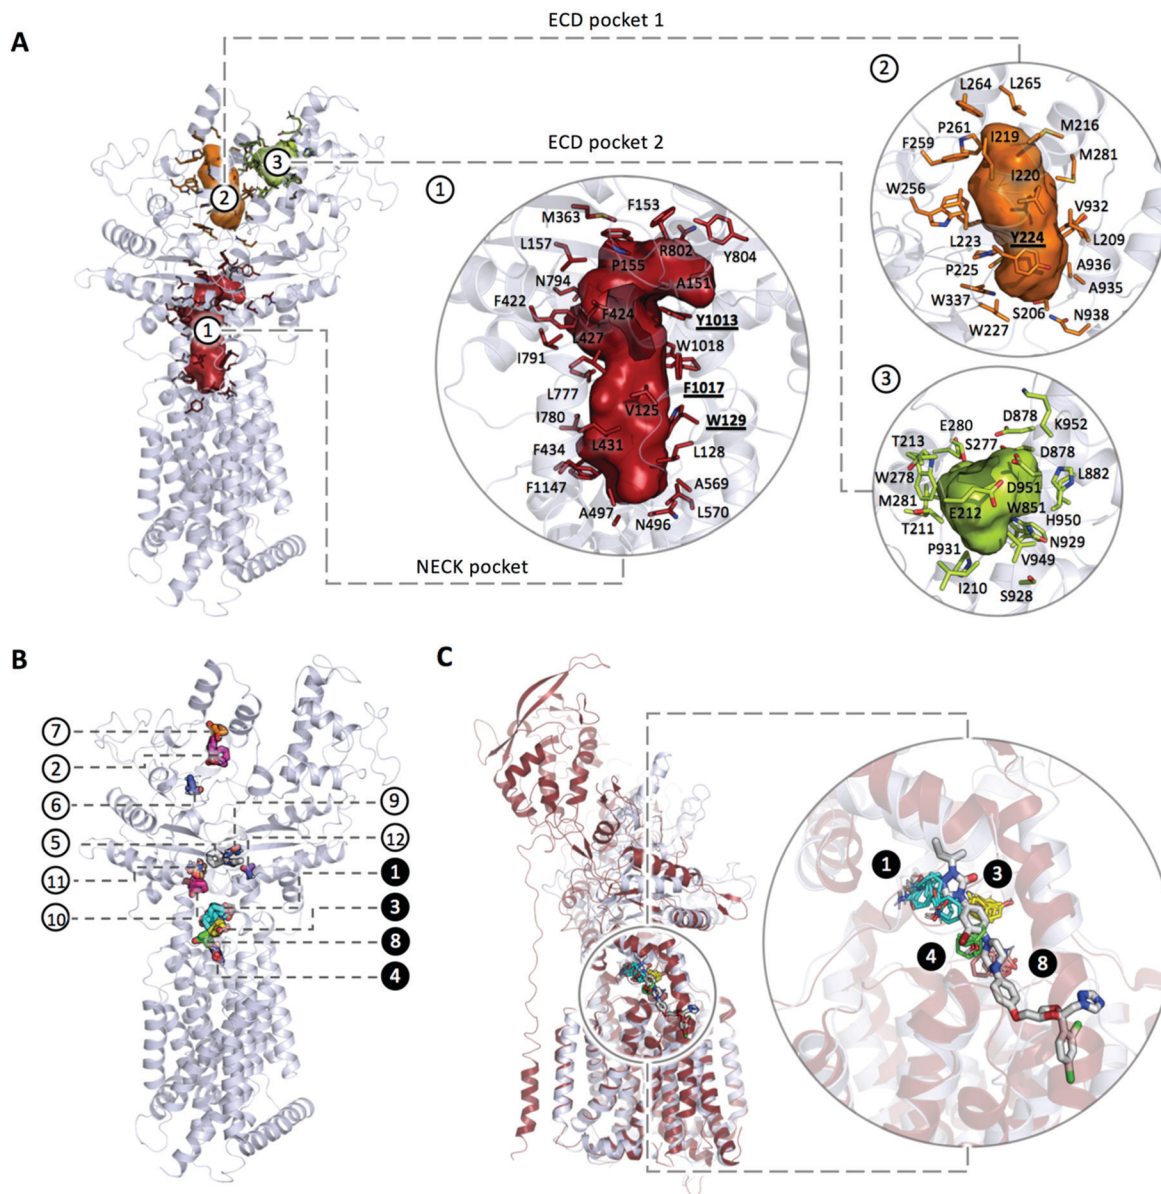 A
ECD pocket 1
ECD pocket 2
NECK pocket
3
2
1
1
F153
M363
L157
P155
R802
Y804
N794
A151
F422
F424
Y1013
L427
W1018
I791
L777
F1017
V125
I780
W129
L431
F434
L128
F1147
A569
A497
N496
L570
2
L264
L265
P261
I219
M216
F259
M281
I220
W256
V932
L223
Y224
L209
P225
A936
A935
W337
S206
N938
W227
3
D878
K952
E280
T213
S277
D878
W278
L882
D951
M281
E212
W851
T211
H950
N929
P931
V949
I210
S928
B
7
2
6
9
5
12
11
1
10
3
8
4
C
1
3
4
8